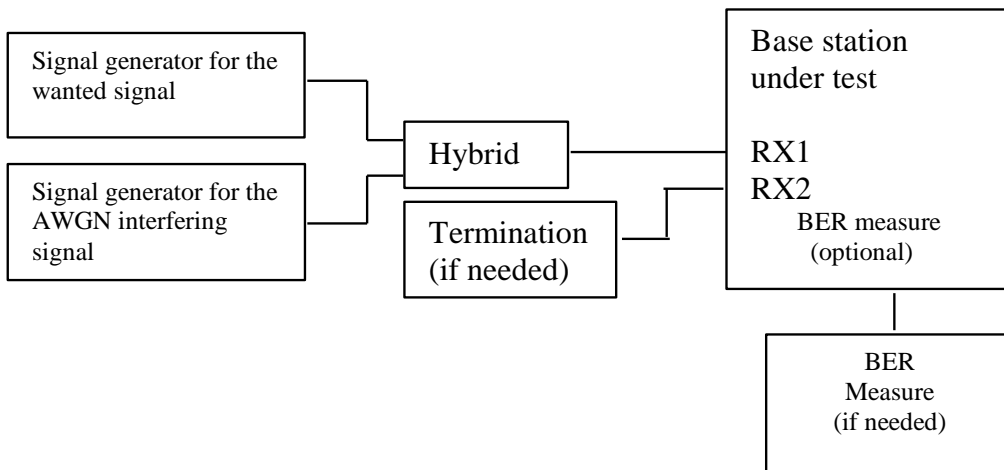 Signal generator for the
wanted signal
Signal generator for the
AWGN interfering
signal
Hybrid
Termination
(if needed)
Base station
under test
RX1
RX2
BER measure
(optional)
BER
Measure
(if needed)